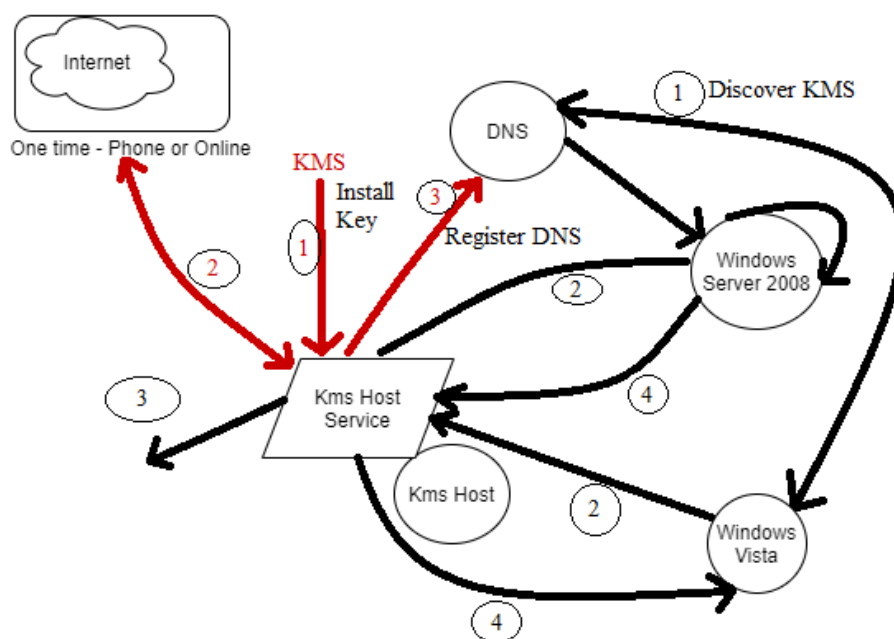 Internet
One time - Phone or Online
KMS
Install
Key
1
2
3
Register DNS
DNS
1
Discover KMS
Windows
Server 2008
2
4
3
Kms Host
Service
Kms Host
2
Windows
Vista
4